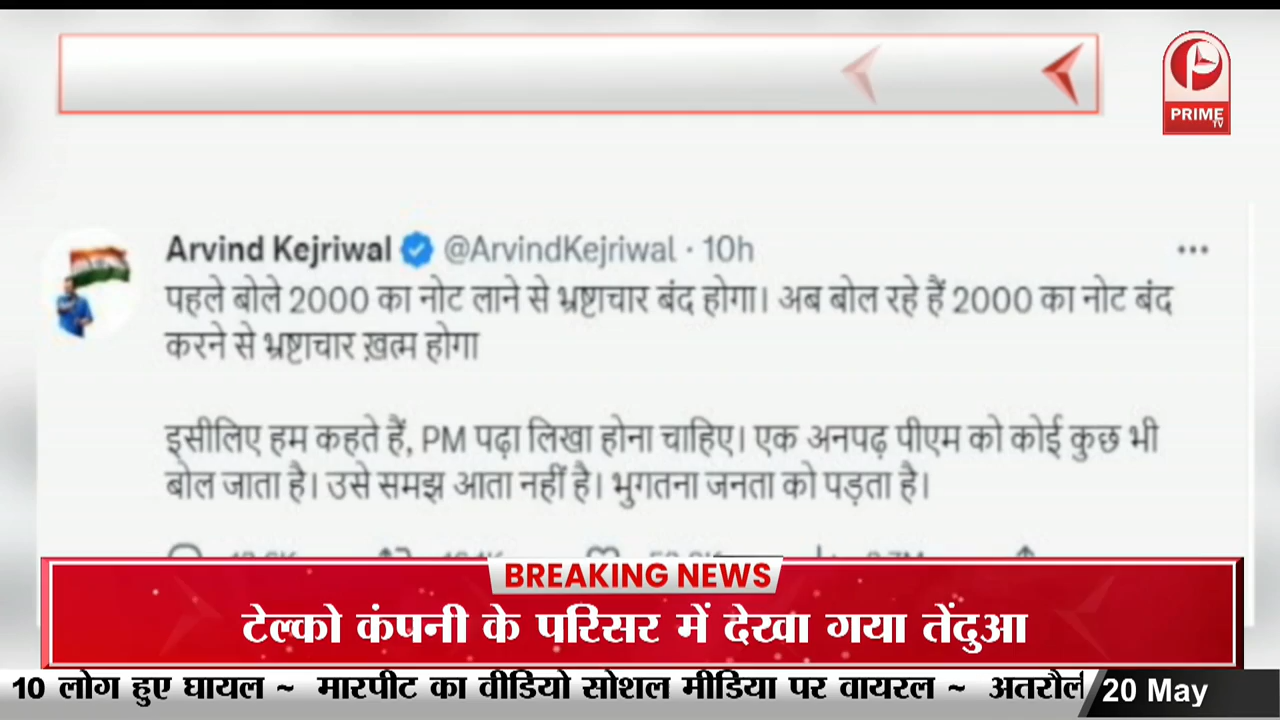 PRIME
TV
Arvind Kejriwal @ArvindKejriwal · 10h
पहले बोले 2000 का नोट लाने से भ्रष्टाचार बंद होगा। अब बोल रहे हैं 2000 का नोट बंद
करने से भ्रष्टाचार ख़त्म होगा
इसीलिए हम कहते हैं, PM पढ़ा लिखा होना चाहिए। एक अनपढ़ पीएम को कोई कुछ भी
बोल जाता है। उसे समझ आता नहीं है। भुगतना जनता को पड़ता है।
BREAKING NEWS
टेल्को कंपनी के परिसर में देखा गया तेंदुआ
10 लोग हुए घायल ~ मारपीट का वीडियो सोशल मीडिया पर वायरल ~ अतरौली
20 May